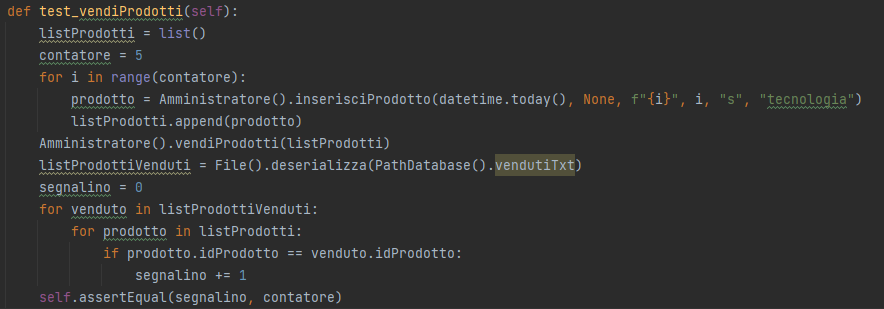 def test_vendiProdotti(self):
    listProdotti = list()
    contatore = 5
    for i in range(contatore):
        prodotto = Amministratore().inserisciProdotto(datetime.today(), None, f"{i}", i, "s", "tecnologia")
        listProdotti.append(prodotto)
    Amministratore().vendiProdotti(listProdotti)
    listProdottiVenduti = File().deserializza(PathDatabase().vendutiTxt)
    segnalino = 0
    for venduto in listProdottiVenduti:
        for prodotto in listProdotti:
            if prodotto.idProdotto == venduto.idProdotto:
                segnalino += 1
    self.assertEqual(segnalino, contatore)